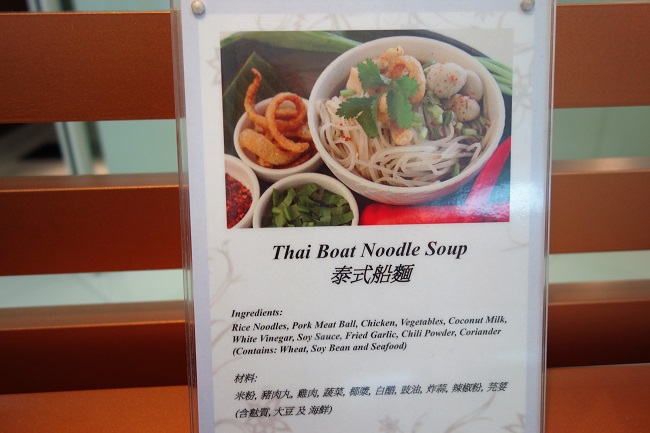 Thai Boat Noodle Soup
泰式船麵
Ingredients:
Rice Noodles, Pork Meat Ball, Chicken, Vegetables, Coconut Milk,
White Vinegar, Soy Sauce, Fried Garlic, Chili Powder, Coriander
(Contains: Wheat, Soy Bean and Seafood)
材料:
米粉, 豬肉丸, 雞肉, 蔬菜, 椰漿, 白醋, 豉油, 炸蒜, 辣椒粉, 芫荽
(含麩質, 大豆 及 海鮮)